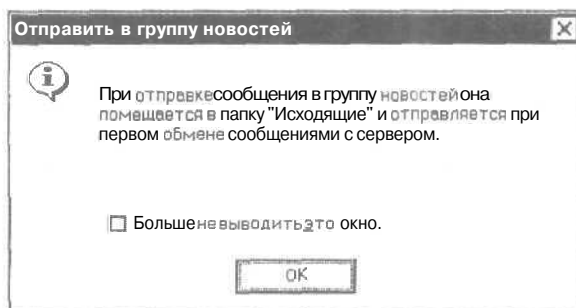 Отправить в группу новостей
При отправке сообщения в группу новостей она
помещается в папку "Исходящие" и отправляется при
первом обмене сообщениями с сервером.
Больше не выводить это окно.
OK